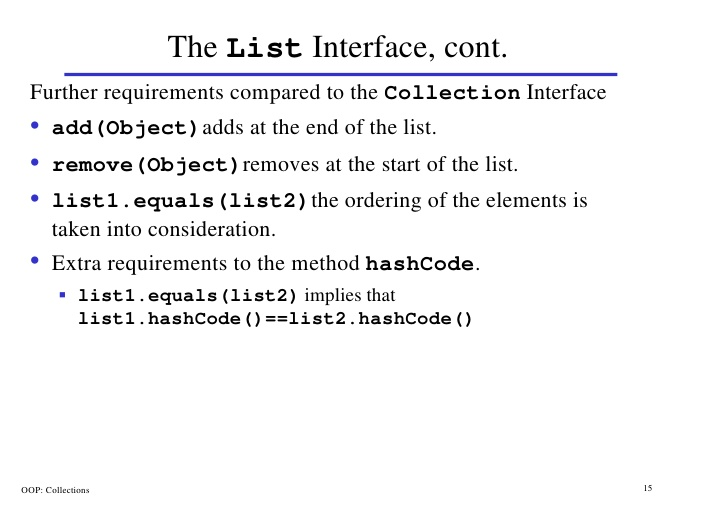 The List Interface, cont.
Further requirements compared to the Collection Interface
• add(Object) adds at the end of the list.
• remove(Object) removes at the start of the list.
• list1.equals(list2) the ordering of the elements is
taken into consideration.
• Extra requirements to the method hashCode.
▪ list1.equals(list2) implies that
list1.hashCode()==list2.hashCode()
OOP: Collections
15